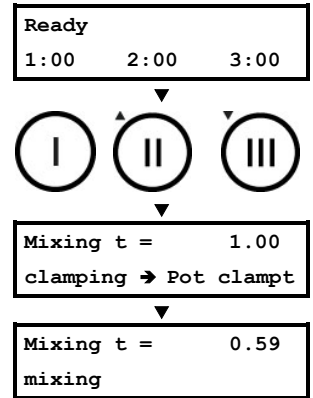 Ready
1:00 2:00 3:00
I II III
Mixing t = 1.00
clamping ➔ Pot clampt
Mixing t = 0.59
mixing